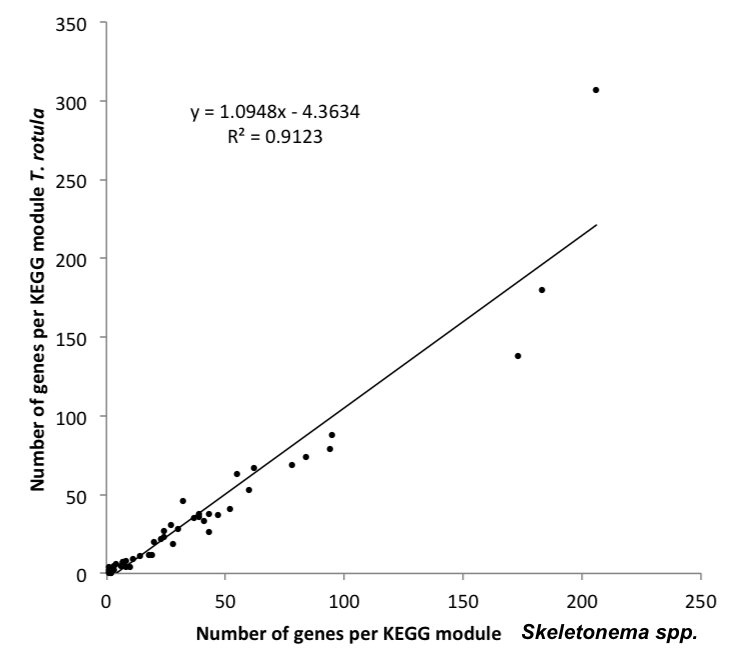 350
300
250
200
150
100
50
0
Number of genes per KEGG module T. rotula
y = 1.0948x - 4.3634
R² = 0.9123
0 50 100 150 200 250
Number of genes per KEGG module Skeletonema spp.